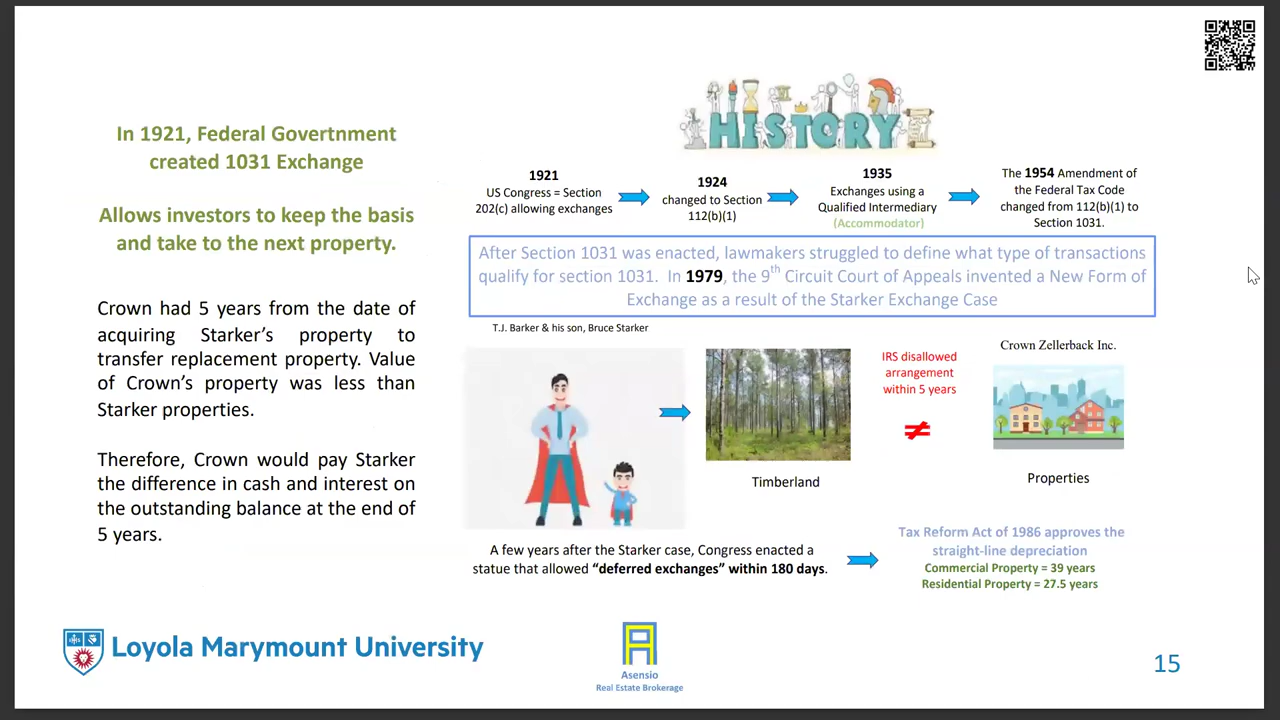 In 1921, Federal Govertnment
created 1031 Exchange
Allows investors to keep the basis
and take to the next property.
Crown had 5 years from the date of
acquiring Starker's property to
transfer replacement property. Value
of Crown's property was less than
Starker properties.
Therefore, Crown would pay Starker
the difference in cash and interest on
the outstanding balance at the end of
5 years.
HISTORY
1921
US Congress = Section
202(c) allowing exchanges
1924
changed to Section
112(b)(1)
1935
Exchanges using a
Qualified Intermediary
(Accommodator)
The 1954 Amendment of
the Federal Tax Code
changed from 112(b)(1) to
Section 1031.
After Section 1031 was enacted, lawmakers struggled to define what type of transactions
qualify for section 1031. In 1979, the 9th Circuit Court of Appeals invented a New Form of
Exchange as a result of the Starker Exchange Case
T.J. Barker & his son, Bruce Starker
Timberland
IRS disallowed
arrangement
within 5 years
≠
Crown Zellerback Inc.
Properties
A few years after the Starker case, Congress enacted a
statue that allowed “deferred exchanges” within 180 days.
Tax Reform Act of 1986 approves the
straight-line depreciation
Commercial Property = 39 years
Residential Property = 27.5 years
Loyola Marymount University
Asensio
Real Estate Brokerage
15